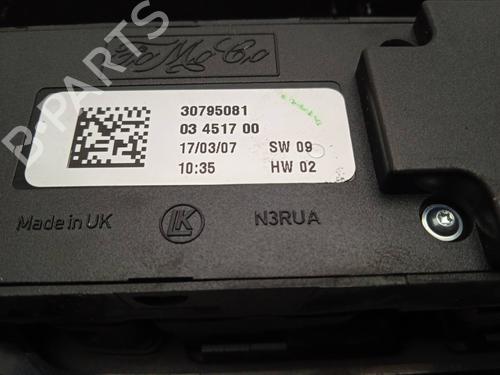 FoMoCo
30795081
03 4517 00
17/03/07 SW 09
10:35 HW 02
Made in UK LK N3RUA
B-PARTS